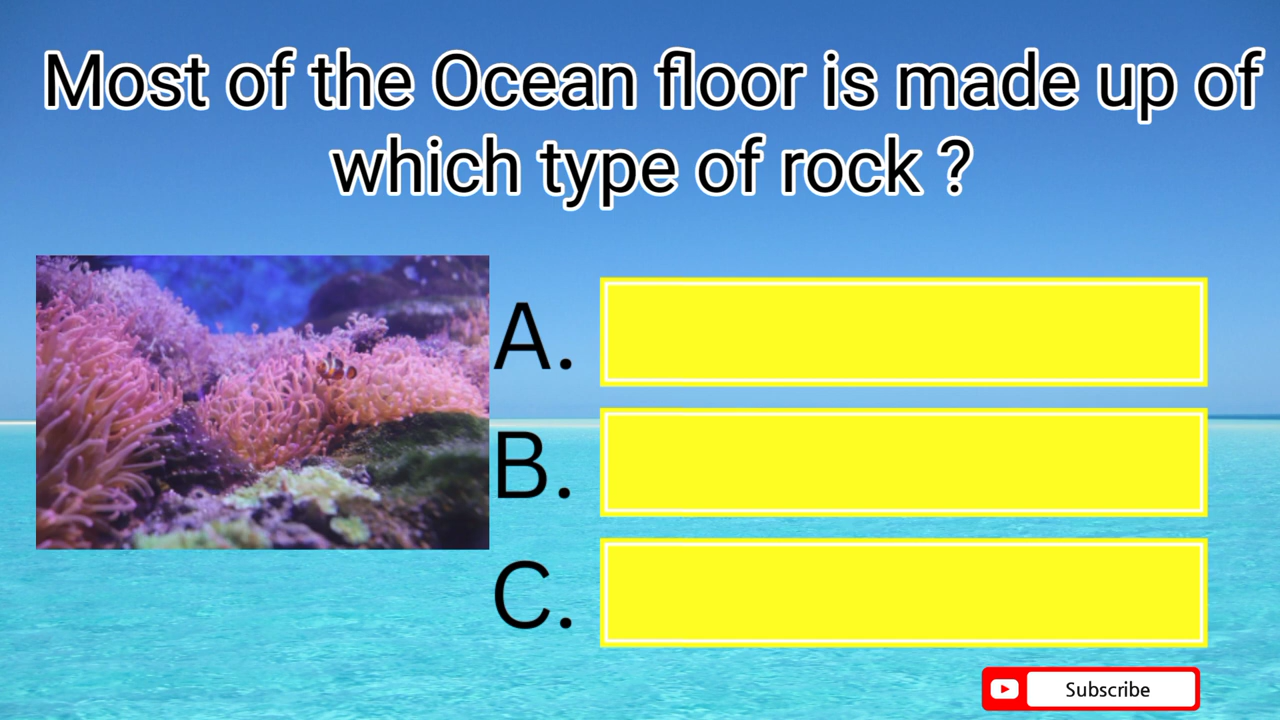 Most of the Ocean floor is made up of
which type of rock ?
A.
B.
C.
Subscribe